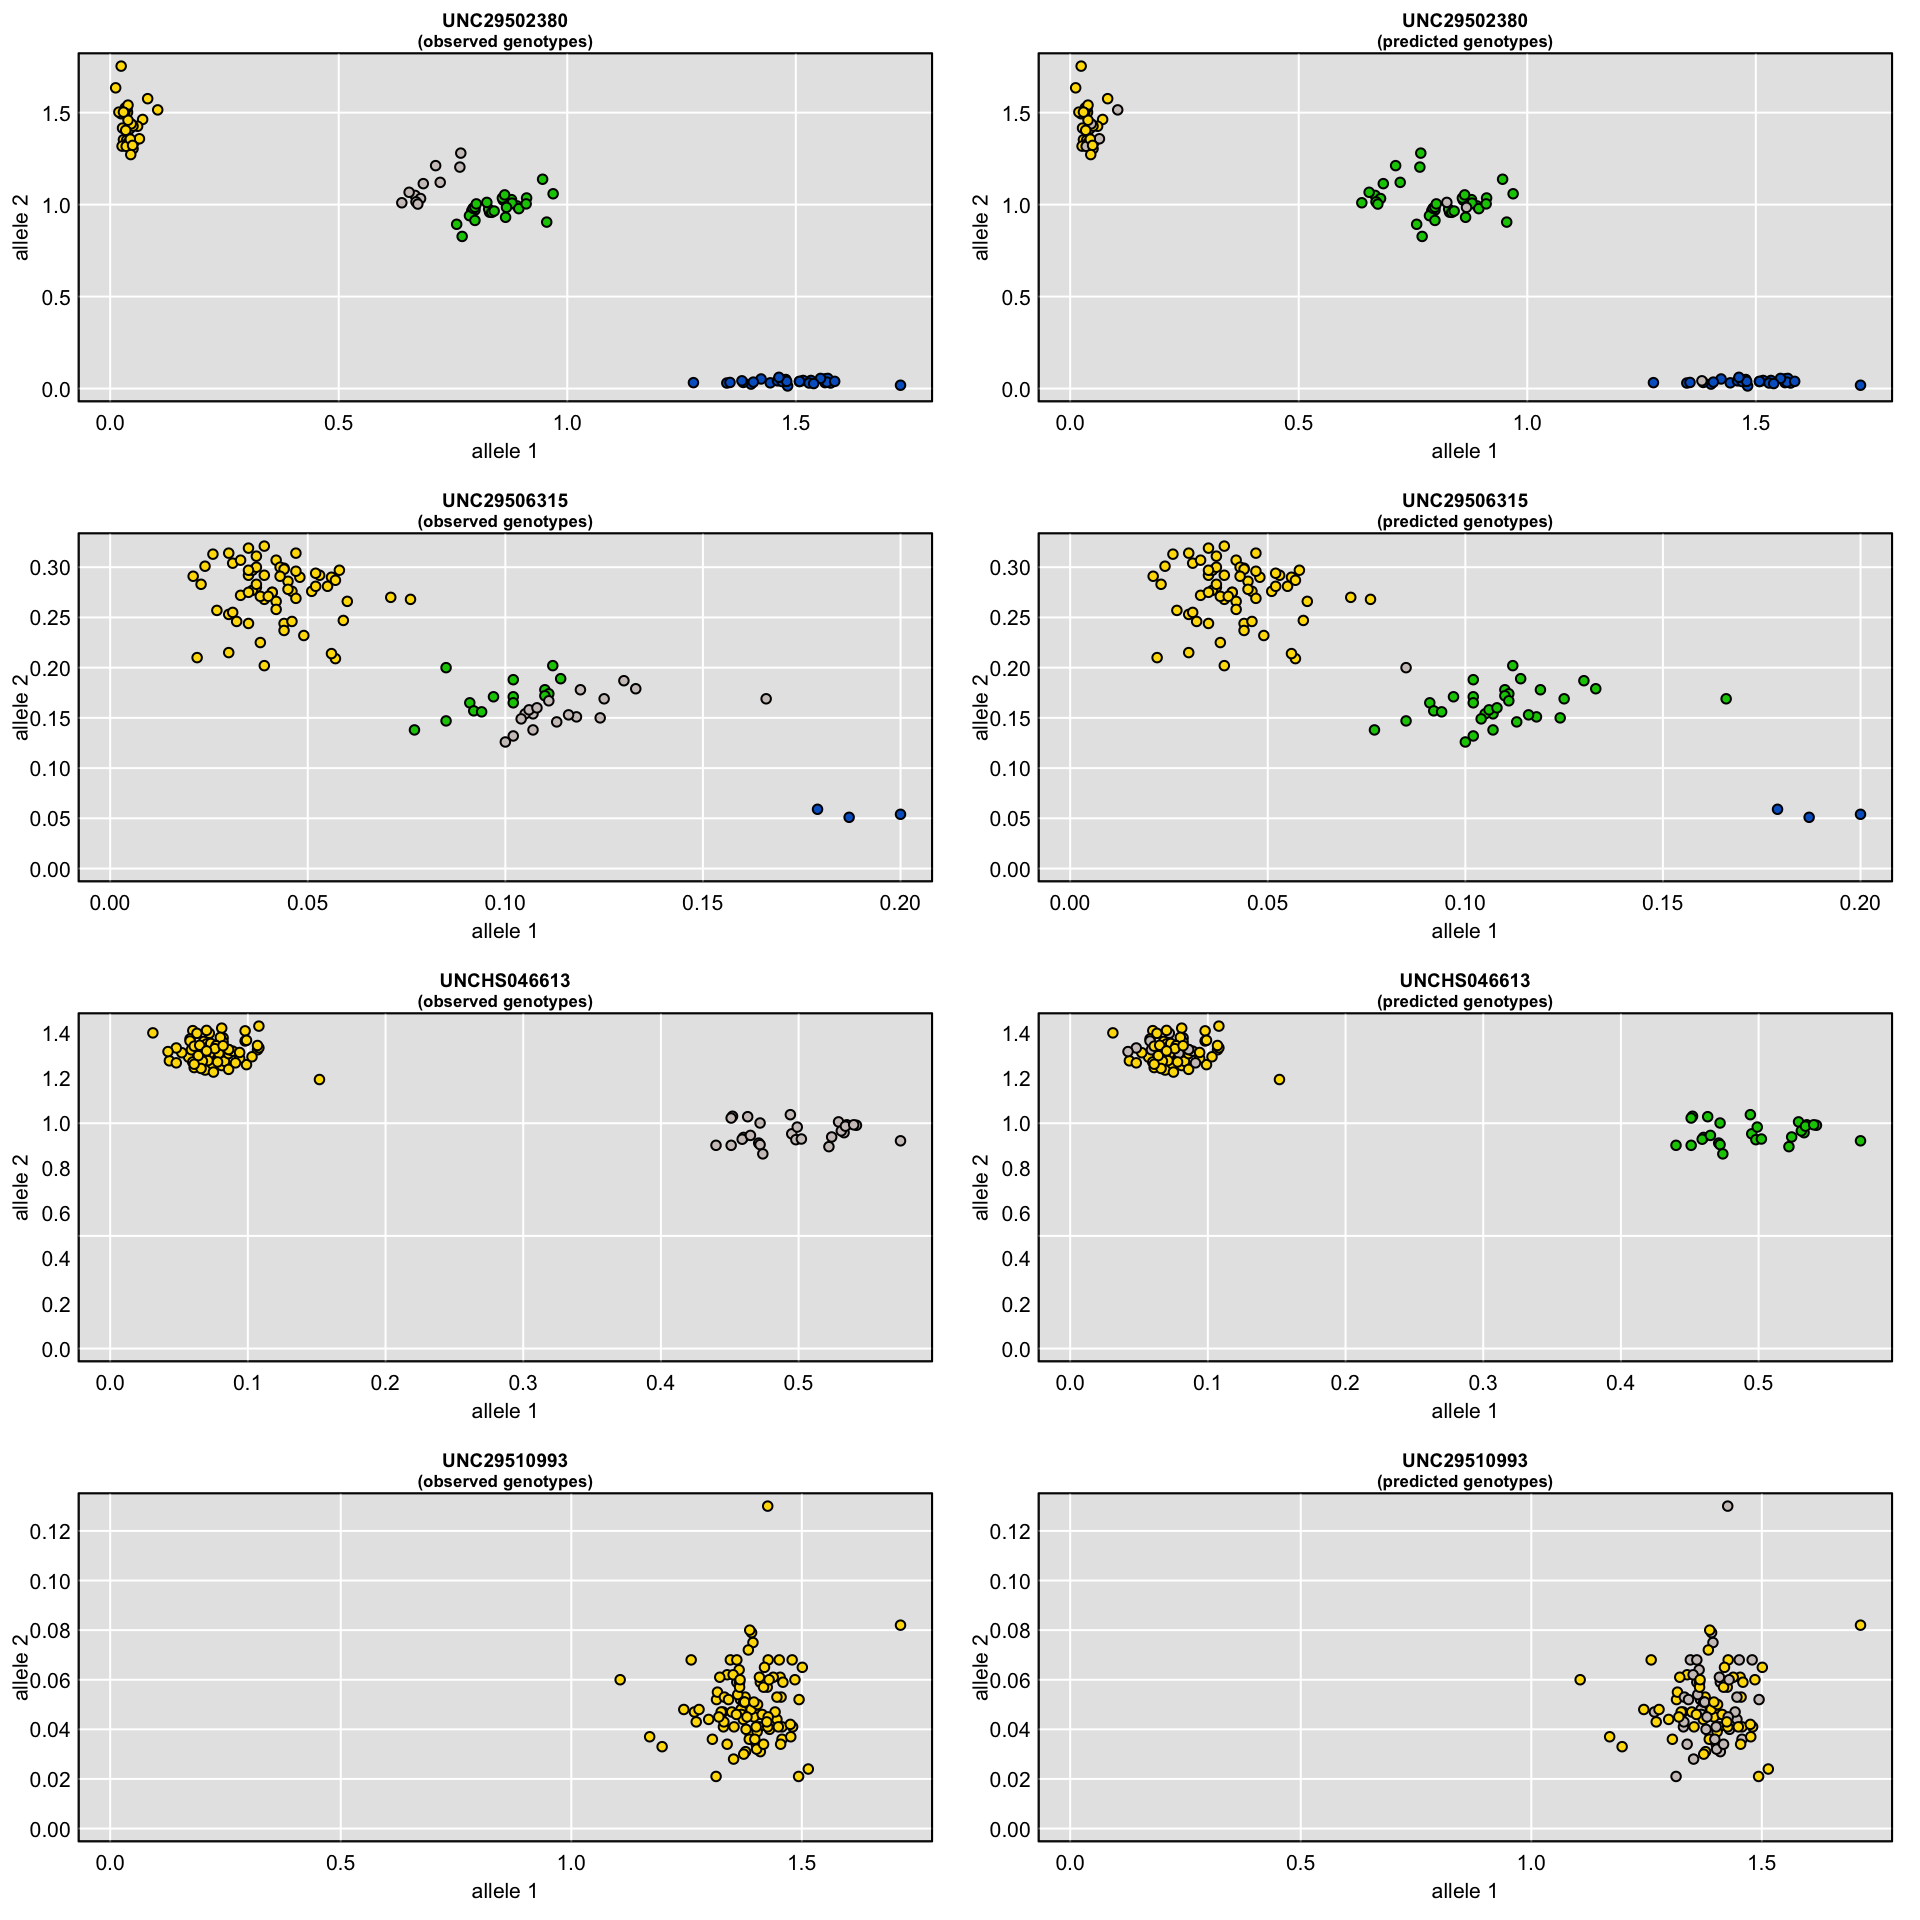 UNC29502380
(observed genotypes)
allele 2
1.5
1.0
0.5
0.0
0.0 0.5 1.0 1.5
allele 1
UNC29502380
(predicted genotypes)
allele 2
1.5
1.0
0.5
0.0
0.0 0.5 1.0 1.5
allele 1
UNC29506315
(observed genotypes)
allele 2
0.30
0.25
0.20
0.15
0.10
0.05
0.00
0.00 0.05 0.10 0.15 0.20
allele 1
UNC29506315
(predicted genotypes)
allele 2
0.30
0.25
0.20
0.15
0.10
0.05
0.00
0.00 0.05 0.10 0.15 0.20
allele 1
UNCHS046613
(observed genotypes)
allele 2
1.4
1.2
1.0
0.8
0.6
0.4
0.2
0.0
0.0 0.1 0.2 0.3 0.4 0.5
allele 1
UNCHS046613
(predicted genotypes)
allele 2
1.4
1.2
1.0
0.8
0.6
0.4
0.2
0.0
0.0 0.1 0.2 0.3 0.4 0.5
allele 1
UNC29510993
(observed genotypes)
allele 2
0.12
0.10
0.08
0.06
0.04
0.02
0.00
0.0 0.5 1.0 1.5
allele 1
UNC29510993
(predicted genotypes)
allele 2
0.12
0.10
0.08
0.06
0.04
0.02
0.00
0.0 0.5 1.0 1.5
allele 1